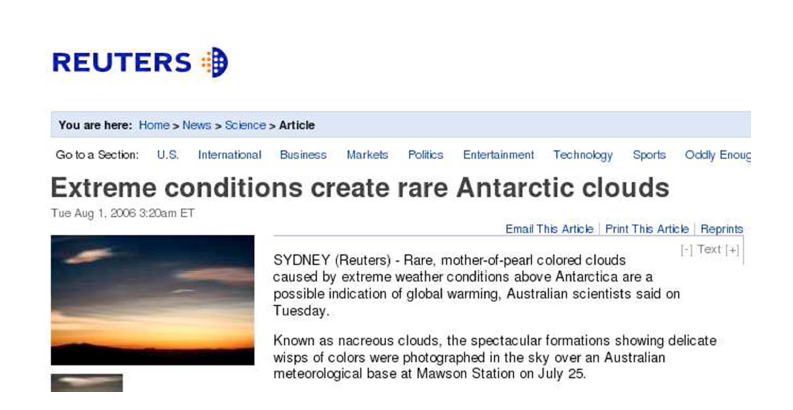 REUTERS
You are here: Home > News > Science > Article
Go to a Section: U.S. International Business Markets Politics Entertainment Technology Sports Oddly Enoug
Extreme conditions create rare Antarctic clouds
Tue Aug 1, 2006 3:20am ET
Email This Article | Print This Article | Reprints
[-] Text [+]
SYDNEY (Reuters) - Rare, mother-of-pearl colored clouds
caused by extreme weather conditions above Antarctica are a
possible indication of global warming, Australian scientists said on
Tuesday.
Known as nacreous clouds, the spectacular formations showing delicate
wisps of colors were photographed in the sky over an Australian
meteorological base at Mawson Station on July 25.